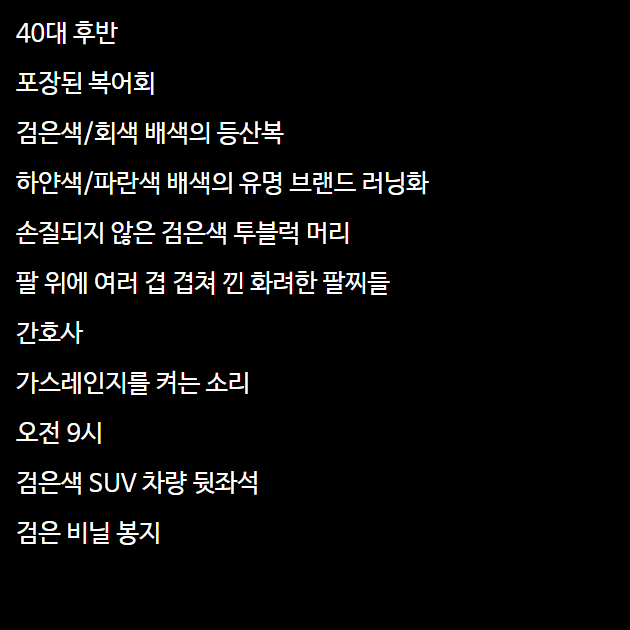 40대 후반
포장된 복어회
검은색/회색 배색의 등산복
하얀색/파란색 배색의 유명 브랜드 러닝화
손질되지 않은 검은색 투블럭 머리
팔 위에 여러 겹 겹쳐 낀 화려한 팔찌들
간호사
가스레인지를 켜는 소리
오전 9시
검은색 SUV 차량 뒷좌석
검은 비닐 봉지